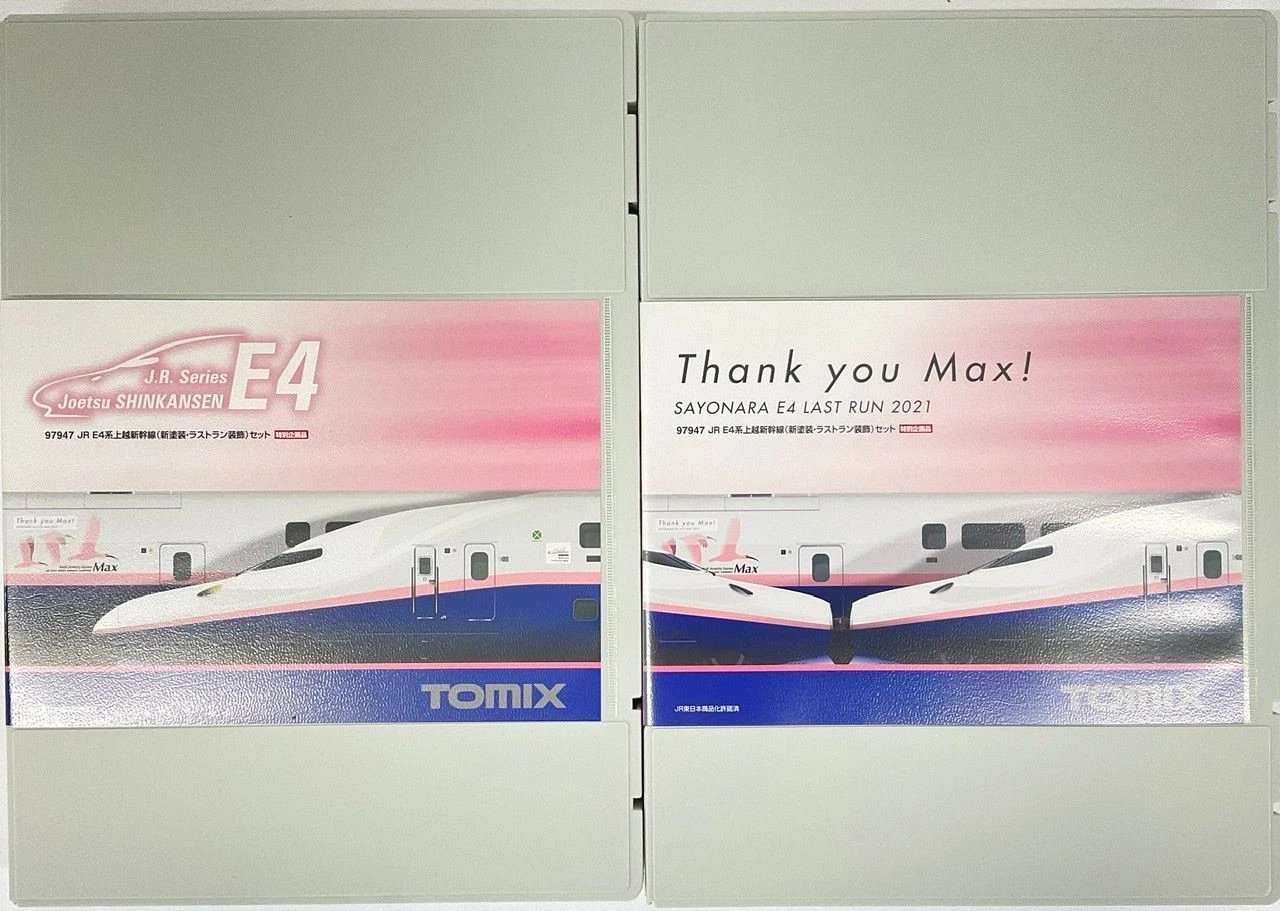 J.R. Series
E4
Joetsu SHINKANSEN
97947 JR E4系上越新幹線(新塗装・ラストラン装飾)セット 特別企画品
Thank you Max!
Max
TOMIX
Thank you Max!
SAYONARA E4 LAST RUN 2021
97947 JR E4系上越新幹線(新塗装・ラストラン装飾)セット 特別企画品
Thank you Max!
Max
JR東日本商品化許諾済
TOMIX